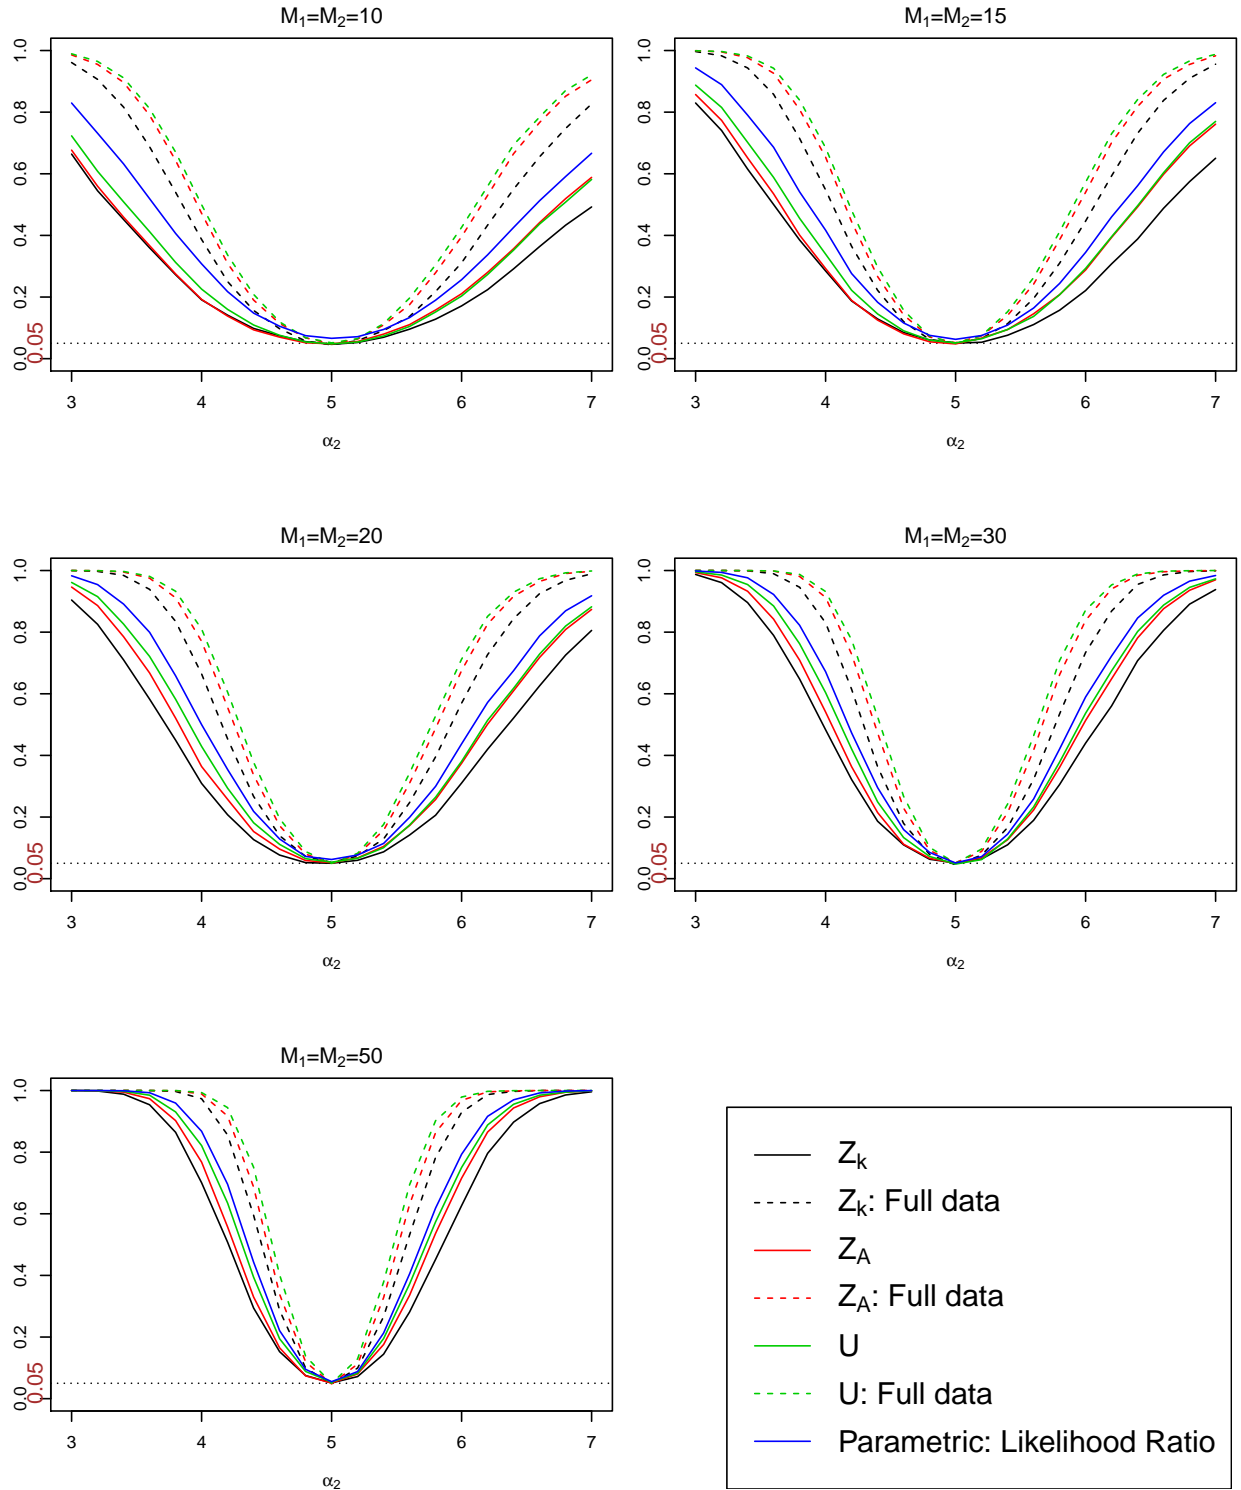 M₁=M₂=10
1.0
0.8
0.6
0.4
0.2
0.0
0.05
3 4 5 6 7
α₂
M₁=M₂=15
1.0
0.8
0.6
0.4
0.2
0.0
0.05
3 4 5 6 7
α₂
M₁=M₂=20
1.0
0.8
0.6
0.4
0.2
0.0
0.05
3 4 5 6 7
α₂
M₁=M₂=30
1.0
0.8
0.6
0.4
0.2
0.0
0.05
3 4 5 6 7
α₂
M₁=M₂=50
1.0
0.8
0.6
0.4
0.2
0.0
0.05
3 4 5 6 7
α₂
Zₖ
Zₖ: Full data
Z_A
Z_A: Full data
U
U: Full data
Parametric: Likelihood Ratio